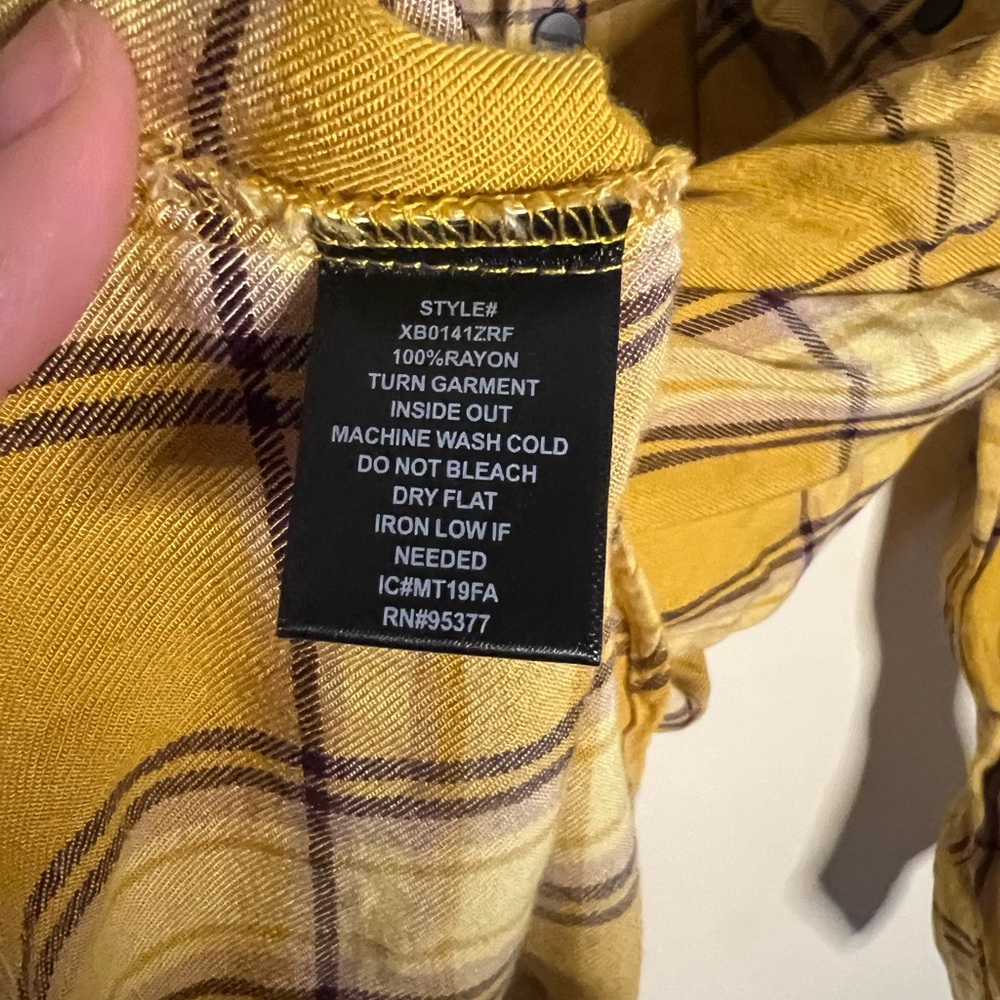 STYLE#
XB0141ZRF
100%RAYON
TURN GARMENT
INSIDE OUT
MACHINE WASH COLD
DO NOT BLEACH
DRY FLAT
IRON LOW IF
NEEDED
IC#MT19FA
RN#95377